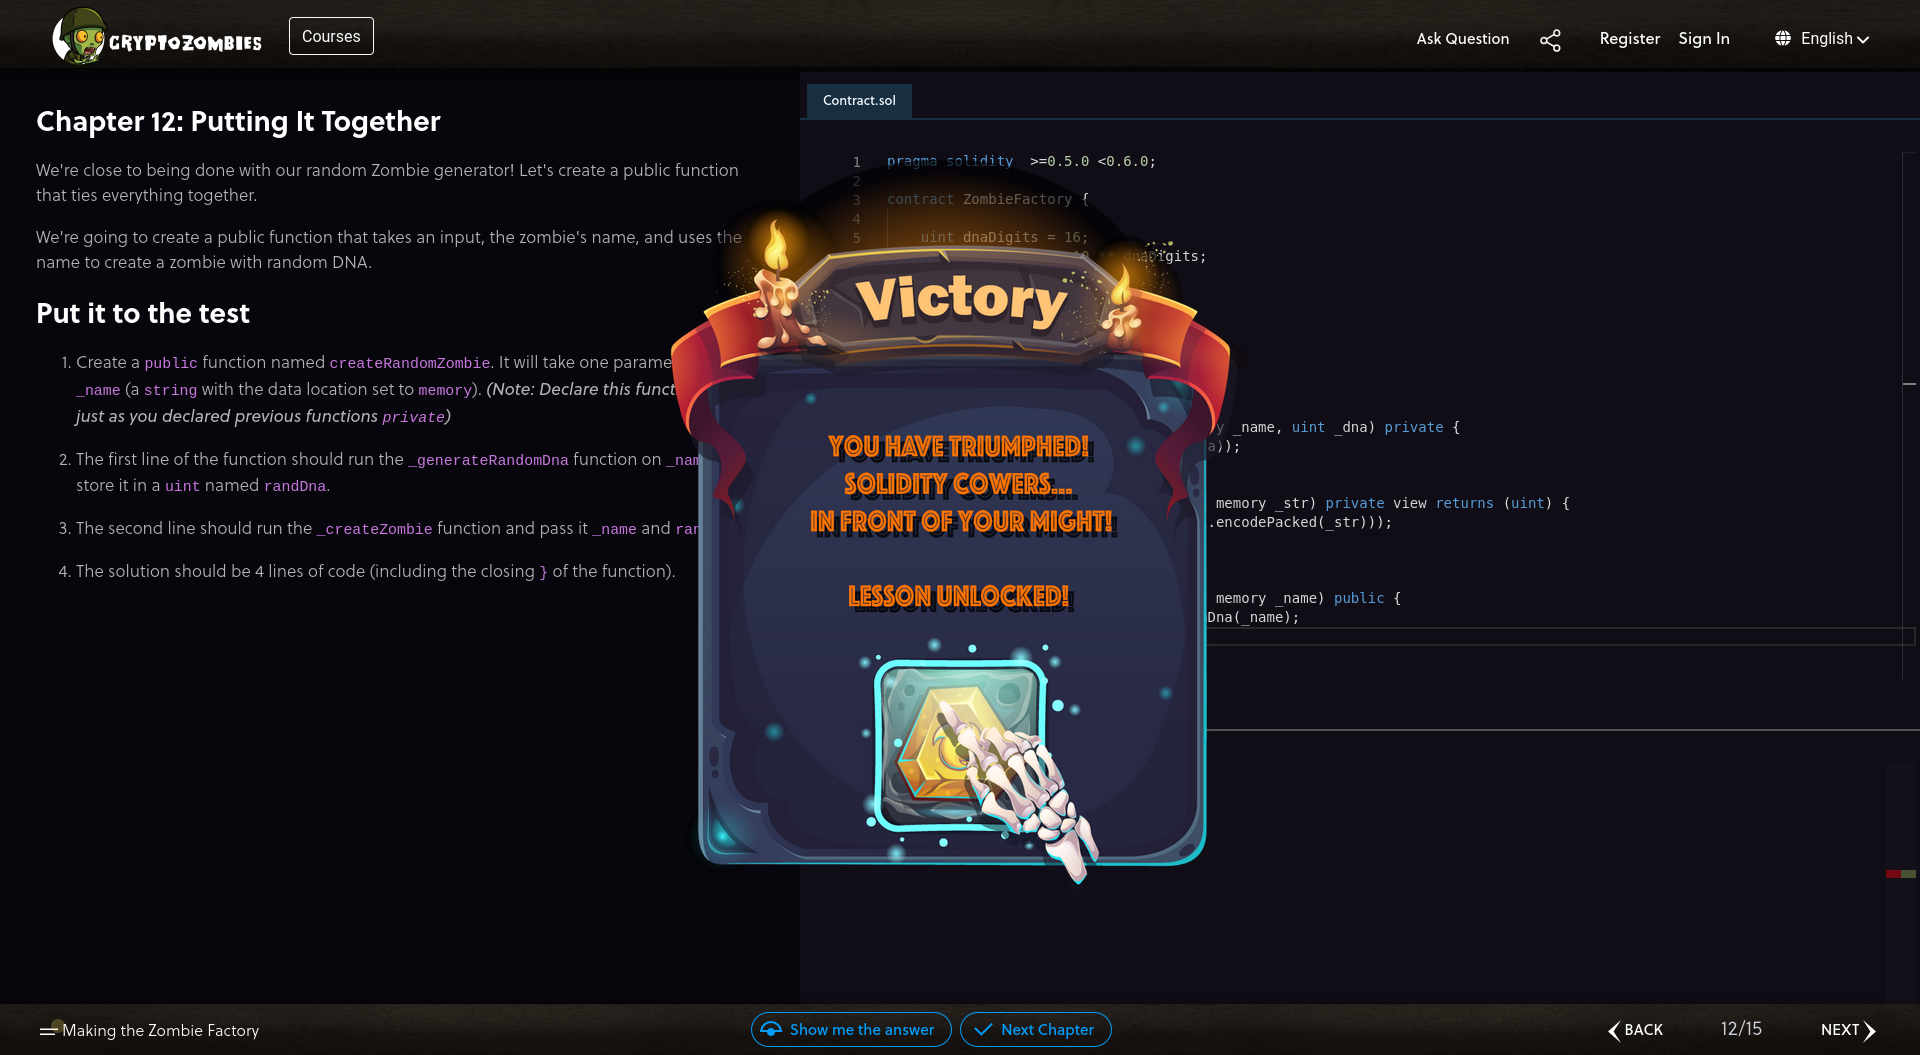 CRYPTOZOMBIES
Courses
Ask Question
Register
Sign In
English
Chapter 12: Putting It Together
We're close to being done with our random Zombie generator! Let's create a public function
that ties everything together.
We're going to create a public function that takes an input, the zombie's name, and uses the
name to create a zombie with random DNA.
Put it to the test
1. Create a public function named createRandomZombie. It will take one parame
_name (a string with the data location set to memory). (Note: Declare this funct
just as you declared previous functions private)
2. The first line of the function should run the _generateRandomDna function on _nam
store it in a uint named randDna.
3. The second line should run the _createZombie function and pass it _name and ran
4. The solution should be 4 lines of code (including the closing } of the function).
Contract.sol
1 pragma solidity >=0.5.0 <0.6.0;
2
3 contract ZombieFactory {
4
5 uint dnaDigits = 16;
dnaDigits;
_name, uint _dna) private {
));
memory _str) private view returns (uint) {
.encodePacked(_str)));
memory _name) public {
Dna(_name);
Victory
YOU HAVE TRIUMPHED!
SOLIDITY COWERS...
IN FRONT OF YOUR MIGHT!
LESSON UNLOCKED!
Making the Zombie Factory
Show me the answer
Next Chapter
BACK
12/15
NEXT